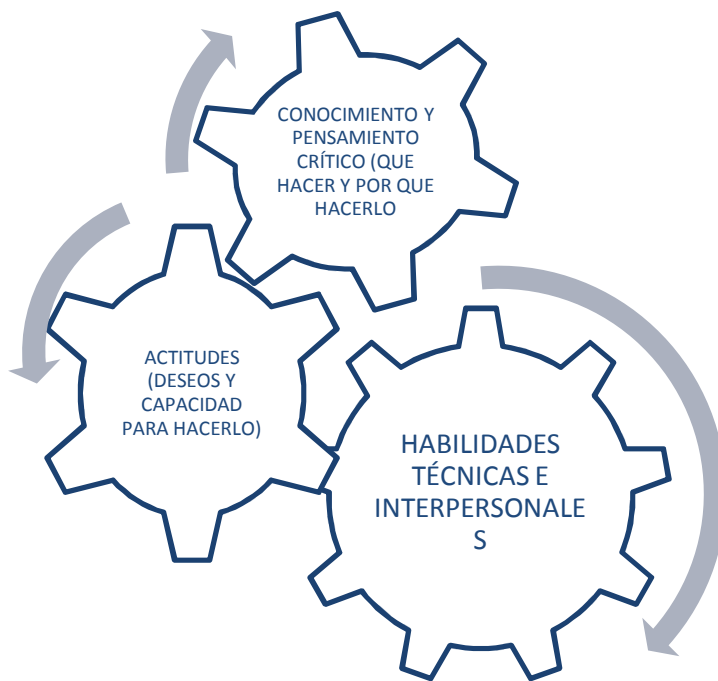 CONOCIMIENTO Y
PENSAMIENTO
CRÍTICO (QUE
HACER Y POR QUE
HACERLO
ACTITUDES
(DESEOS Y
CAPACIDAD
PARA HACERLO)
HABILIDADES
TÉCNICAS E
INTERPERSONALE
S